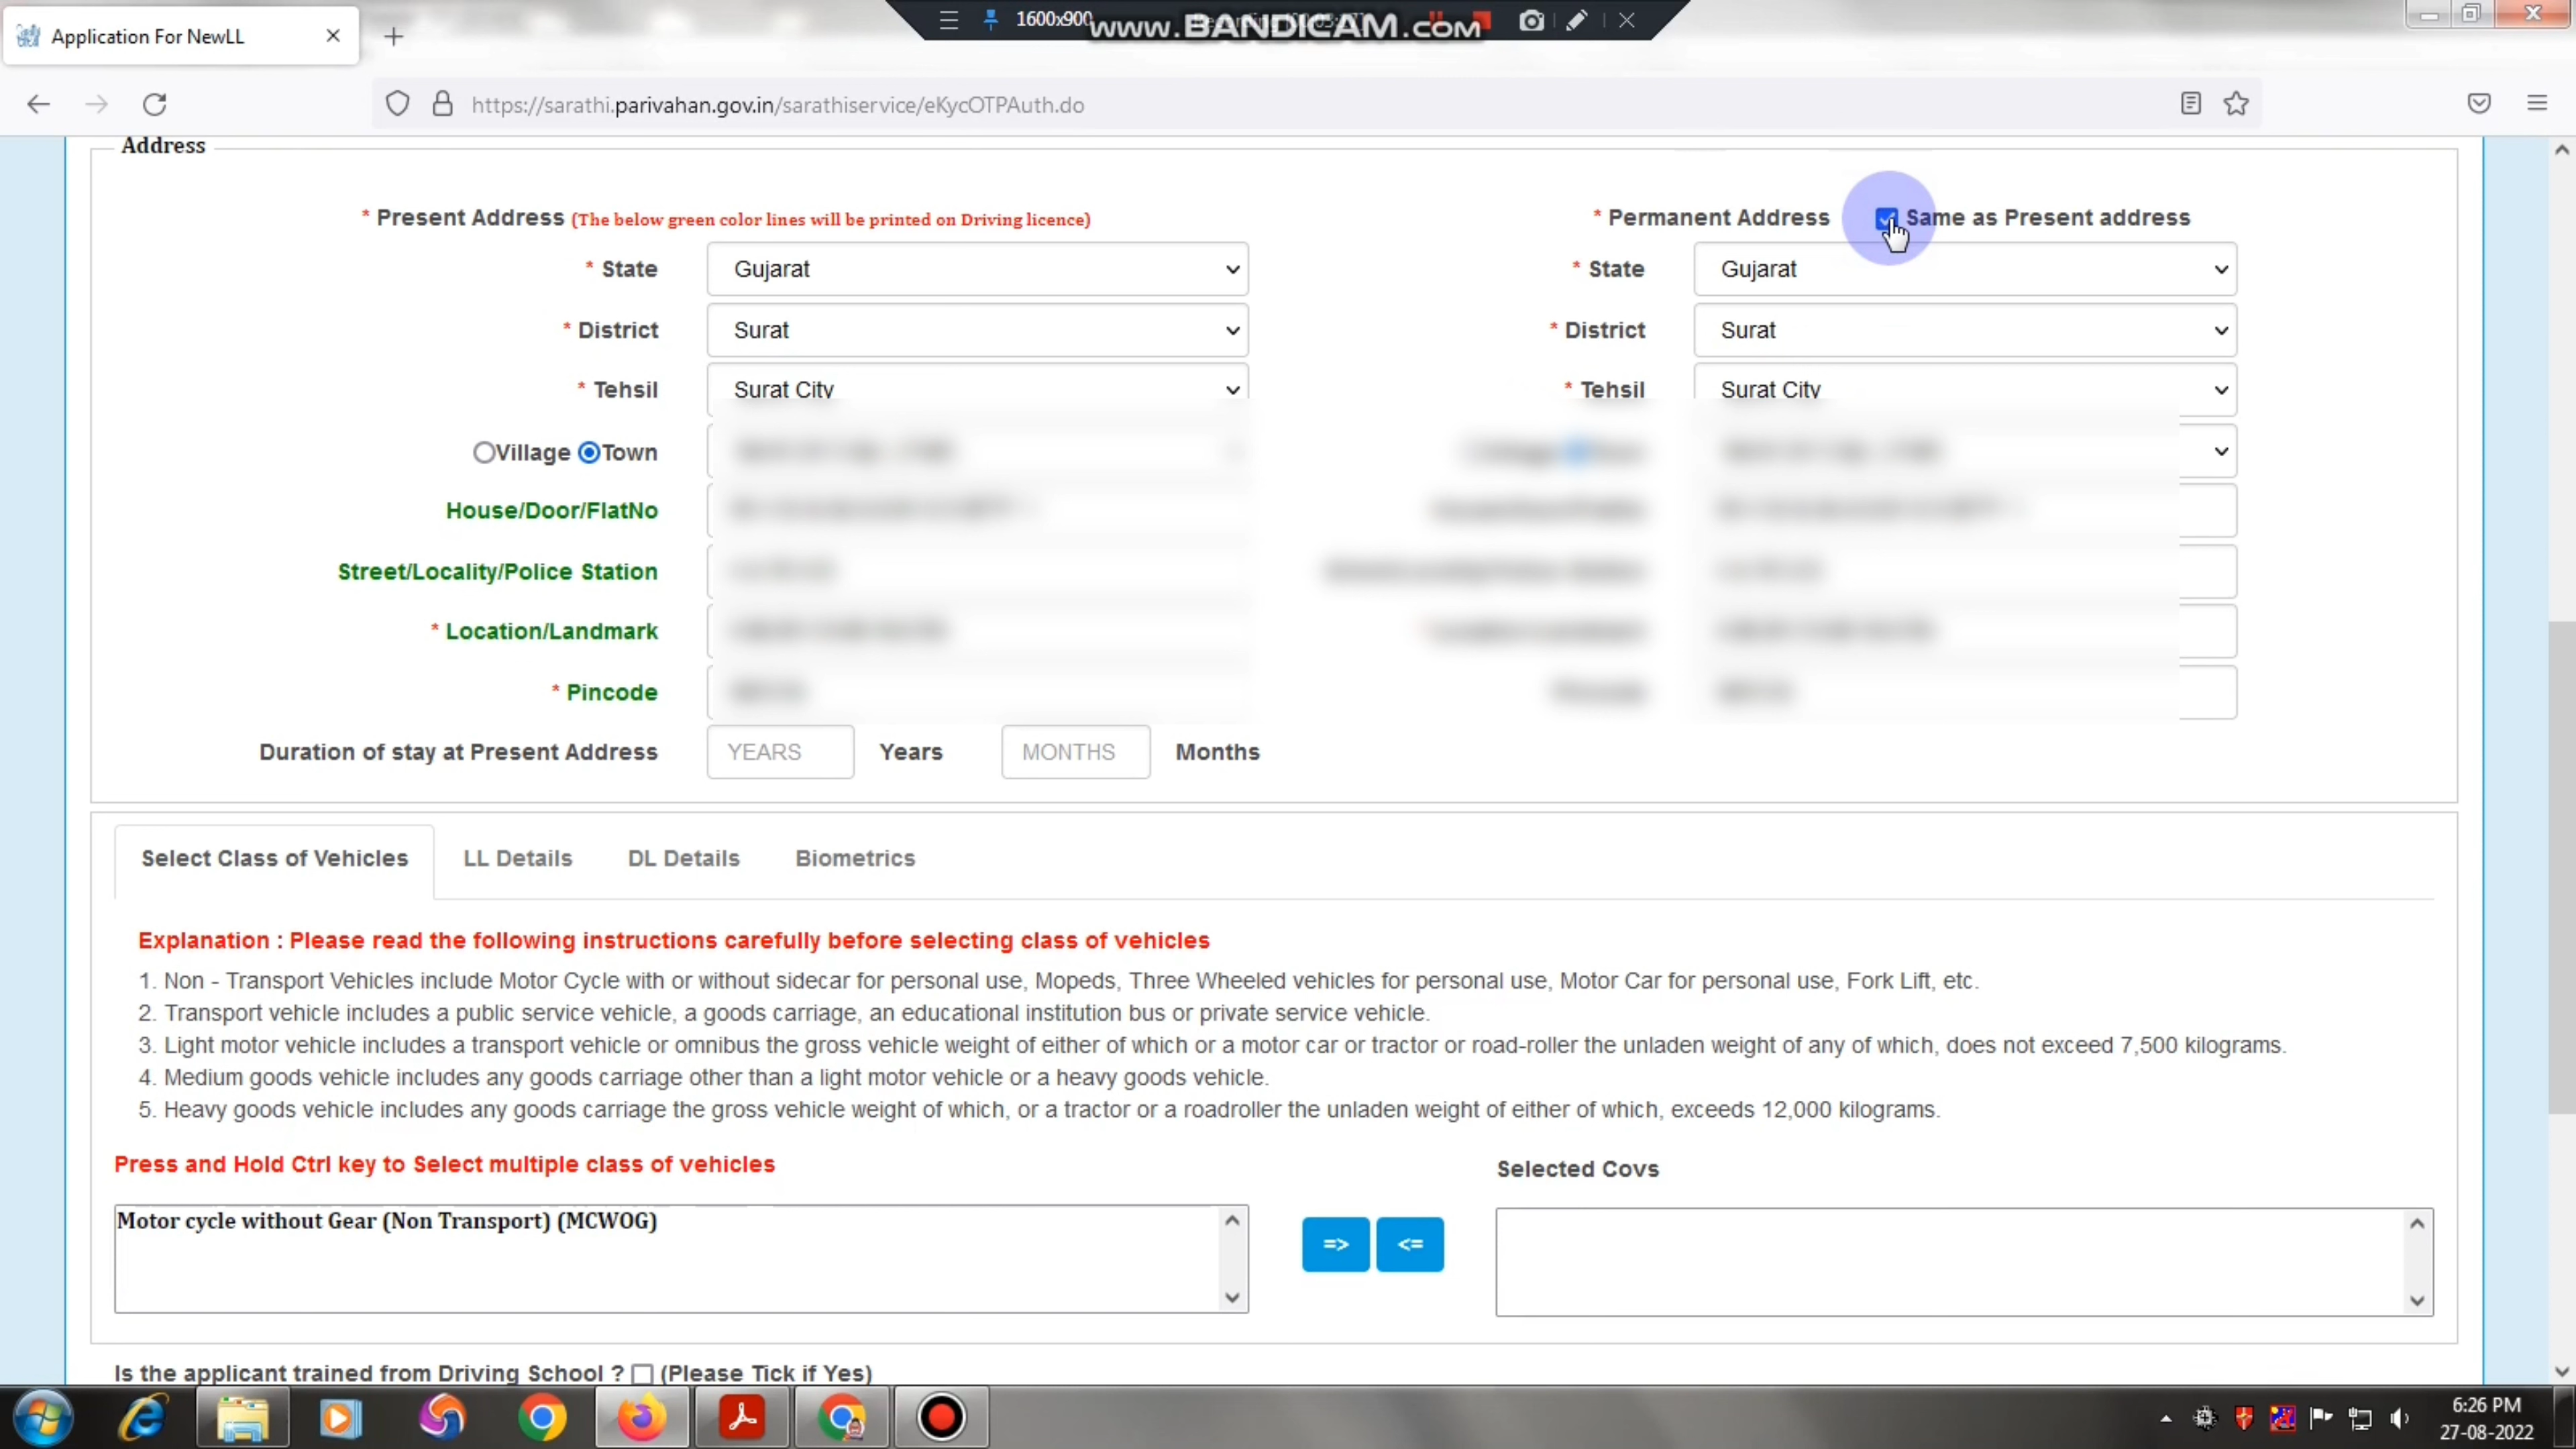 Application For NewLL
1600x900
www.BANDICAM.com
https://sarathi.parivahan.gov.in/sarathiservice/eKycOTPAuth.do
Address
* Present Address (The below green color lines will be printed on Driving licence)
* Permanent Address Same as Present address
* State Gujarat * State Gujarat
* District Surat * District Surat
* Tehsil Surat City * Tehsil Surat City
Village Town
House/Door/FlatNo
Street/Locality/Police Station
* Location/Landmark
* Pincode
Duration of stay at Present Address YEARS Years MONTHS Months
Select Class of Vehicles LL Details DL Details Biometrics
Explanation : Please read the following instructions carefully before selecting class of vehicles
1. Non - Transport Vehicles include Motor Cycle with or without sidecar for personal use, Mopeds, Three Wheeled vehicles for personal use, Motor Car for personal use, Fork Lift, etc.
2. Transport vehicle includes a public service vehicle, a goods carriage, an educational institution bus or private service vehicle.
3. Light motor vehicle includes a transport vehicle or omnibus the gross vehicle weight of either of which or a motor car or tractor or road-roller the unladen weight of any of which, does not exceed 7,500 kilograms.
4. Medium goods vehicle includes any goods carriage other than a light motor vehicle or a heavy goods vehicle.
5. Heavy goods vehicle includes any goods carriage the gross vehicle weight of which, or a tractor or a roadroller the unladen weight of either of which, exceeds 12,000 kilograms.
Press and Hold Ctrl key to Select multiple class of vehicles
Selected Covs
Motor cycle without Gear (Non Transport) (MCWOG)
=> <=
Is the applicant trained from Driving School ? (Please Tick if Yes)
6:26 PM
27-08-2022